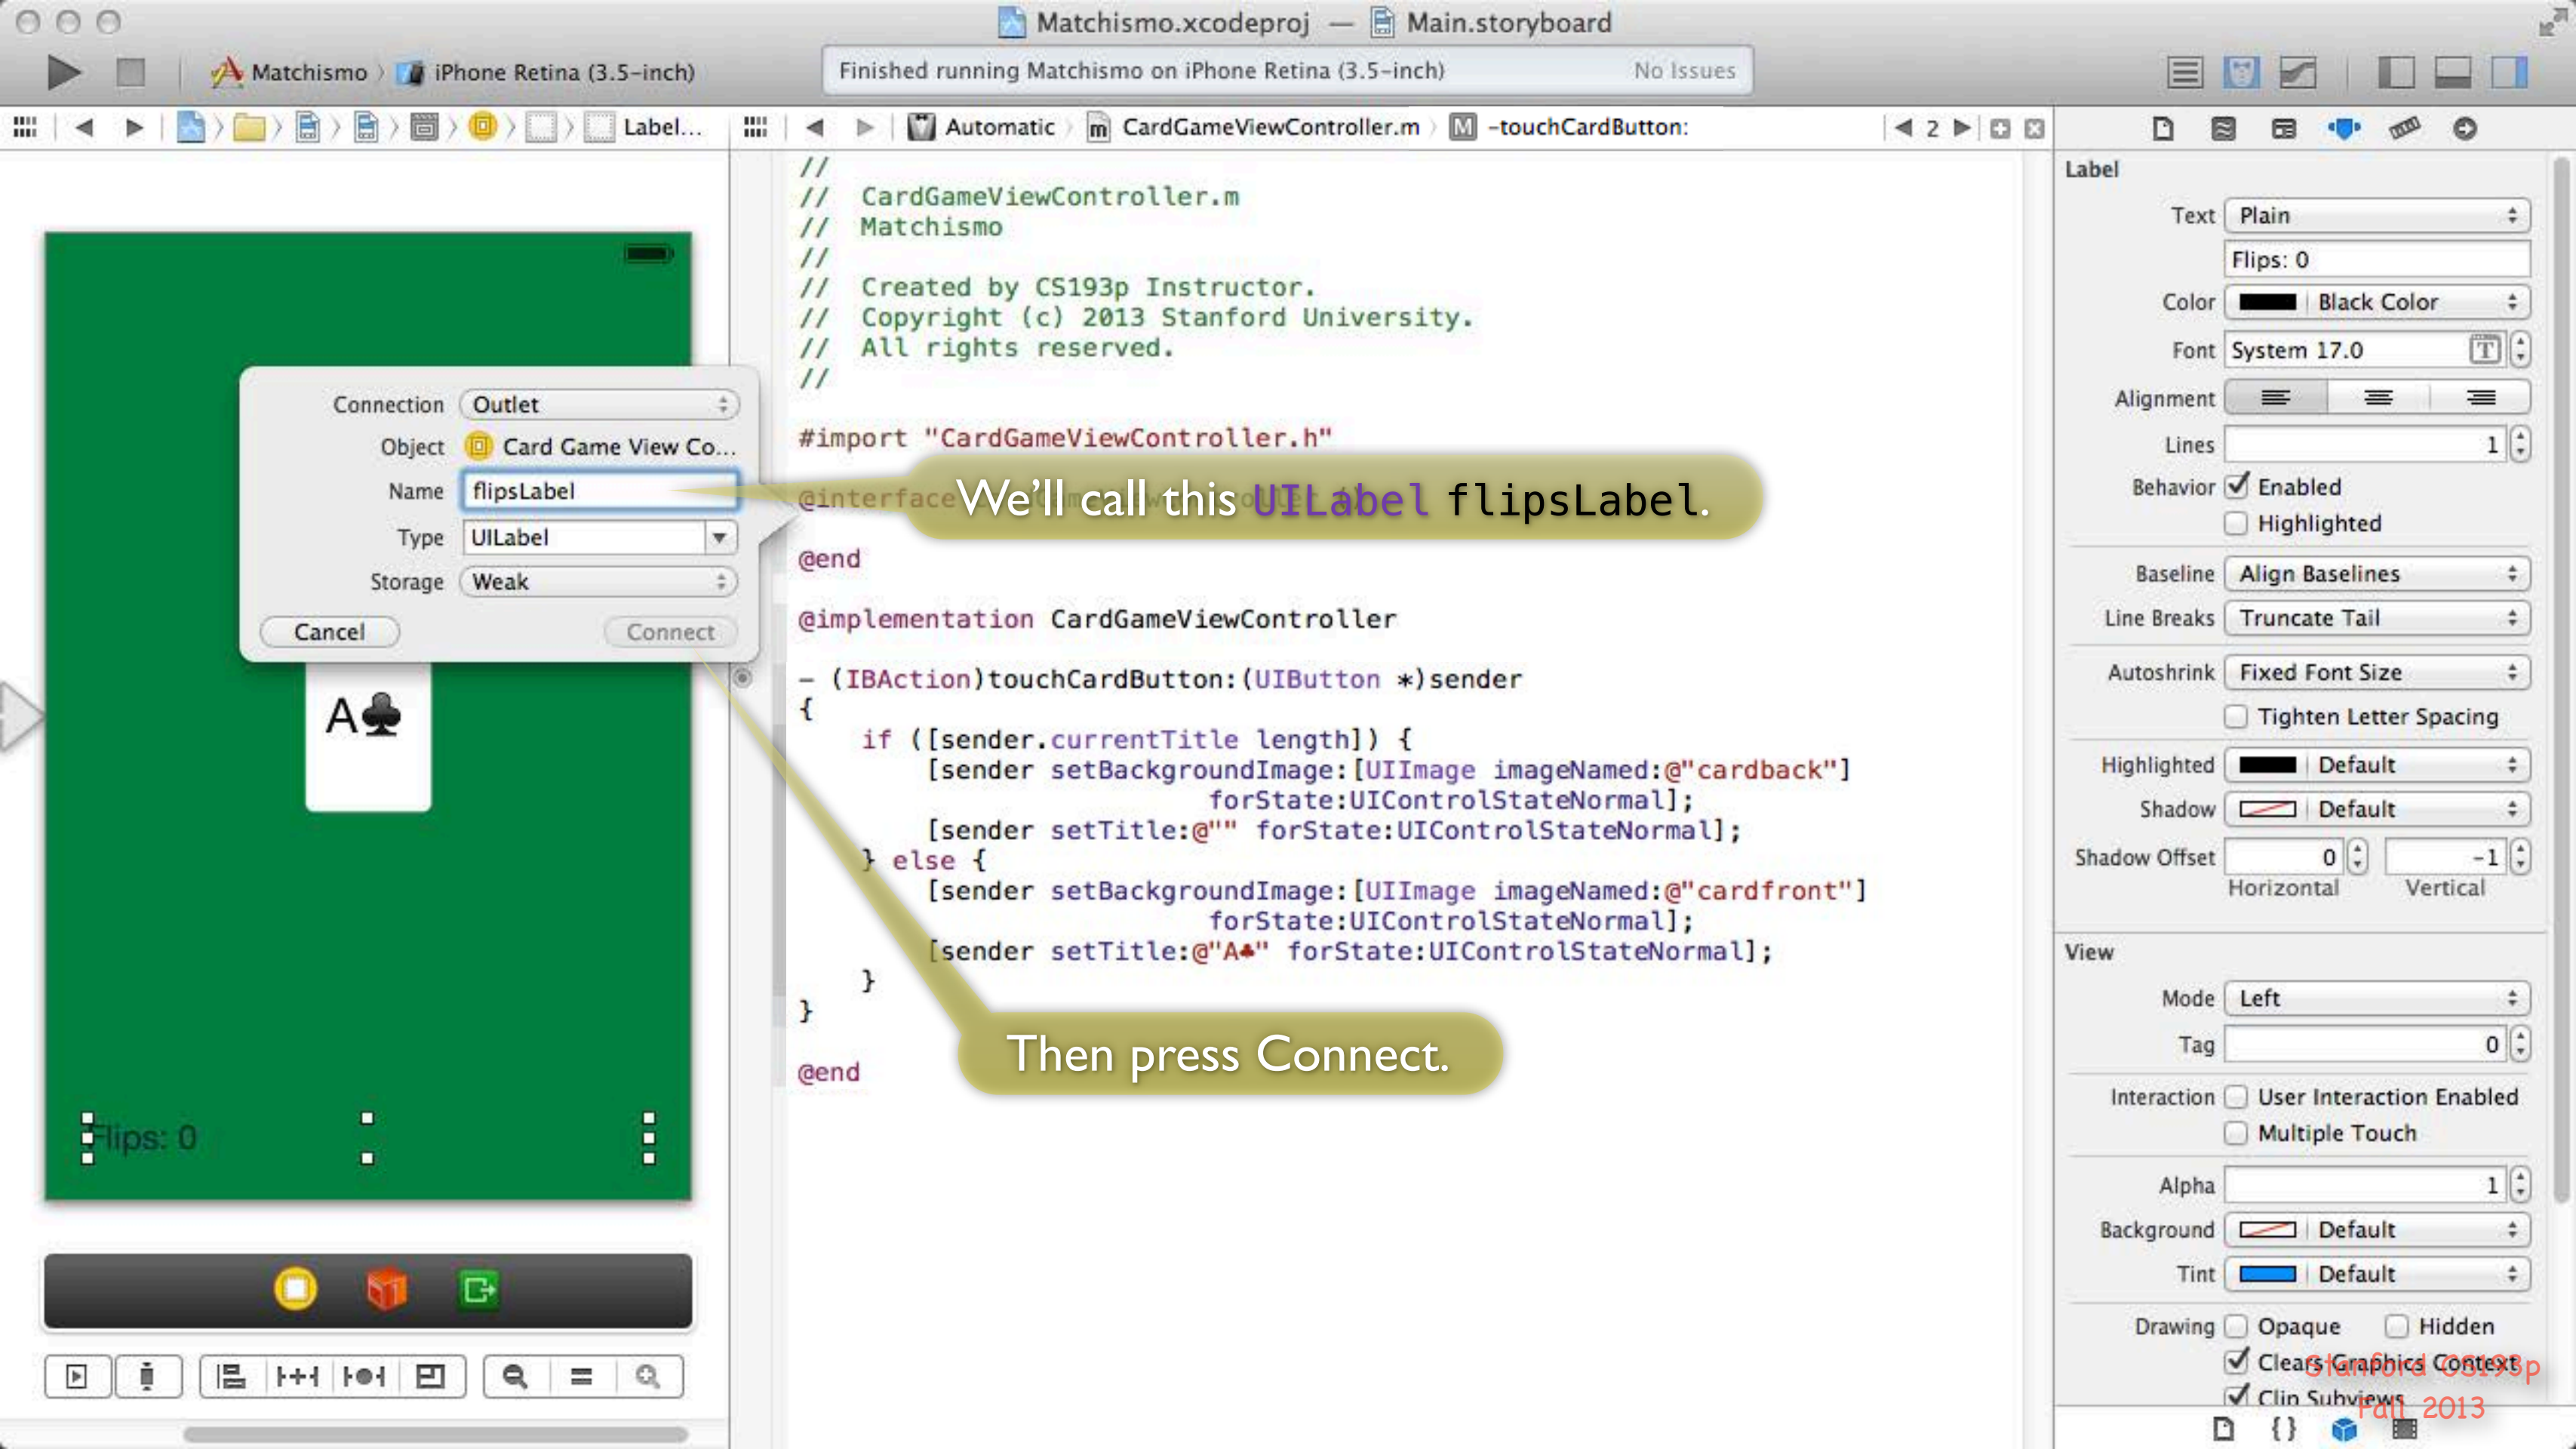 Matchismo.xcodeproj — Main.storyboard
Matchismo iPhone Retina (3.5-inch)
Finished running Matchismo on iPhone Retina (3.5-inch) No Issues
Label...
Automatic CardGameViewController.m -touchCardButton: 2
//
// CardGameViewController.m
// Matchismo
//
// Created by CS193p Instructor.
// Copyright (c) 2013 Stanford University.
// All rights reserved.
//
#import "CardGameViewController.h"
@interface
@end
@implementation CardGameViewController
- (IBAction)touchCardButton:(UIButton *)sender
{
if ([sender.currentTitle length]) {
[sender setBackgroundImage:[UIImage imageNamed:@"cardback"]
forState:UIControlStateNormal];
[sender setTitle:@"" forState:UIControlStateNormal];
} else {
[sender setBackgroundImage:[UIImage imageNamed:@"cardfront"]
forState:UIControlStateNormal];
[sender setTitle:@"A♣" forState:UIControlStateNormal];
}
}
@end
Connection Outlet
Object Card Game View Co...
Name flipsLabel
Type UILabel
Storage Weak
Cancel Connect
We'll call this UILabel flipsLabel.
Then press Connect.
A♣
Flips: 0
Label
Text Plain
Flips: 0
Color Black Color
Font System 17.0
Alignment
Lines 1
Behavior Enabled
Highlighted
Baseline Align Baselines
Line Breaks Truncate Tail
Autoshrink Fixed Font Size
Tighten Letter Spacing
Highlighted Default
Shadow Default
Shadow Offset 0 -1
Horizontal Vertical
View
Mode Left
Tag 0
Interaction User Interaction Enabled
Multiple Touch
Alpha 1
Background Default
Tint Default
Drawing Opaque Hidden
Clears Graphics Context
Clip Subviews
Stanford CS193p
Fall 2013